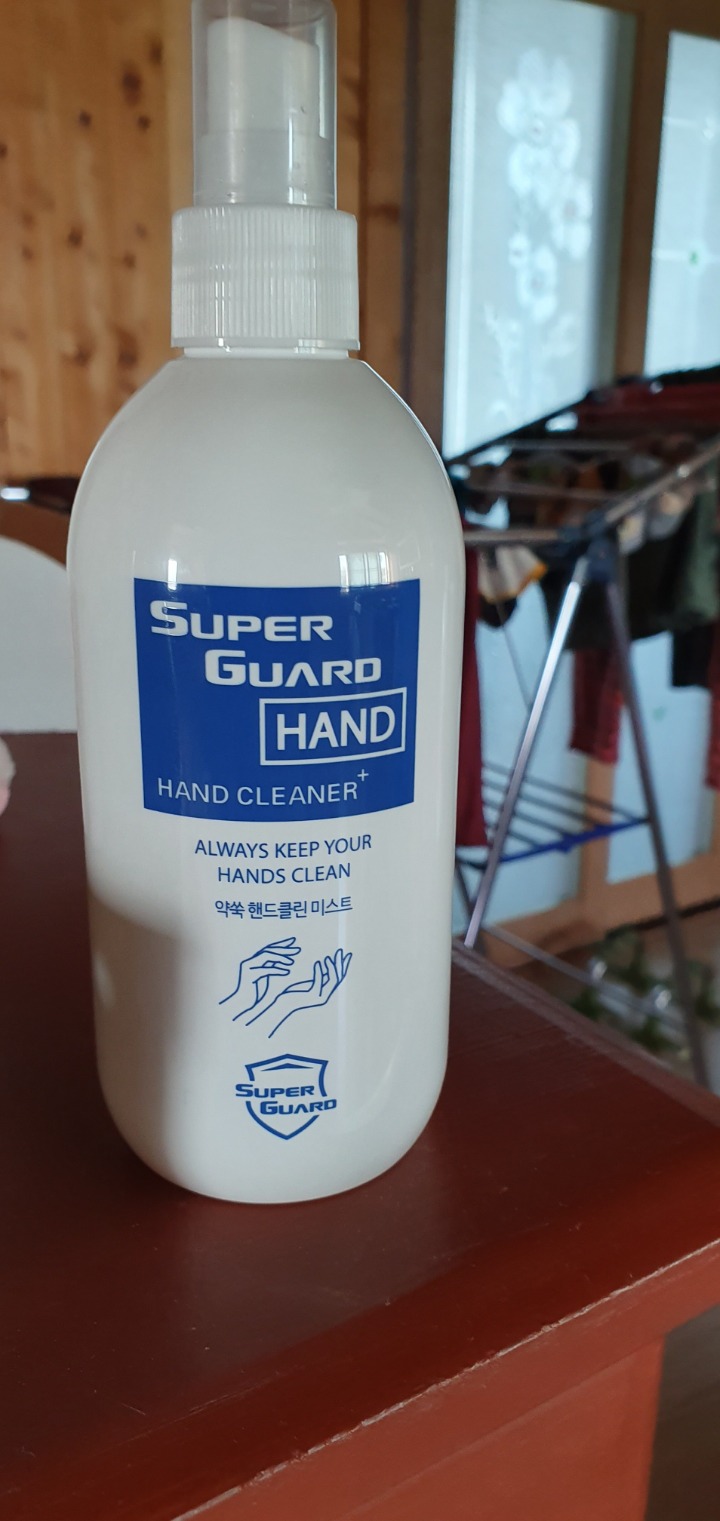 SUPER
GUARD
HAND
HAND CLEANER+
ALWAYS KEEP YOUR
HANDS CLEAN
약쑥 핸드클린 미스트
SUPER
GUARD